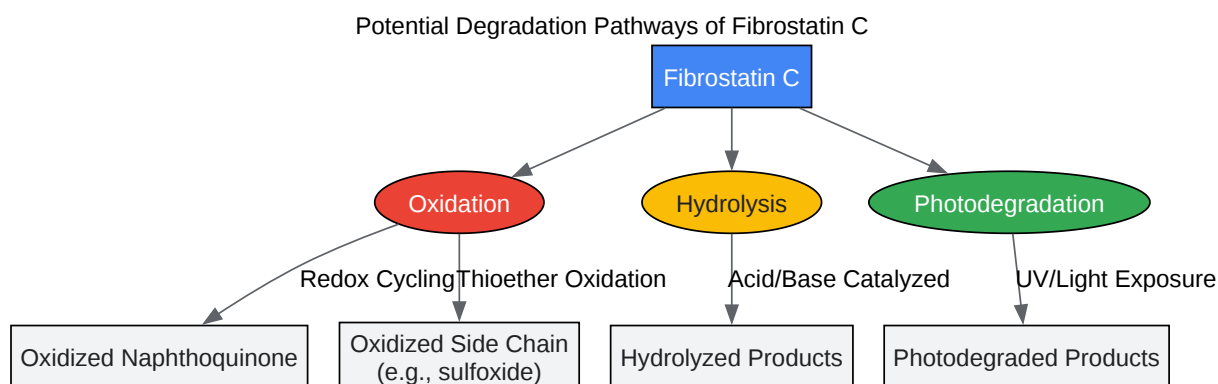 Potential Degradation Pathways of Fibrostatin C
Fibrostatin C
Oxidation
Hydrolysis
Photodegradation
Redox Cycling
Thioether Oxidation
Acid/Base Catalyzed
UV/Light Exposure
Oxidized Naphthoquinone
Oxidized Side Chain
(e.g., sulfoxide)
Hydrolyzed Products
Photodegraded Products